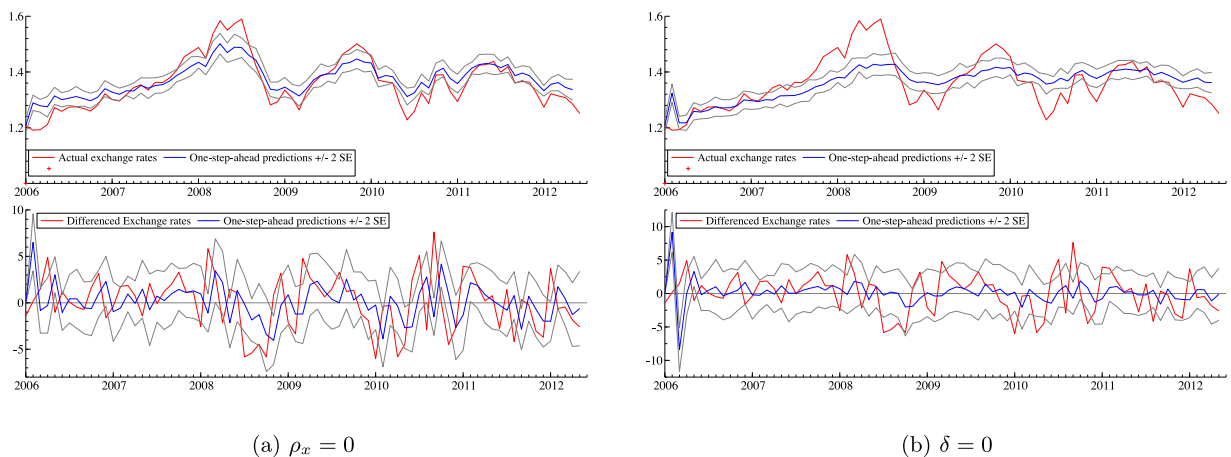 1.6
1.4
1.2
Actual exchange rates One-step-ahead predictions +/- 2 SE
2006 2007 2008 2009 2010 2011 2012
10
5
0
-5
Differenced Exchange rates One-step-ahead predictions +/- 2 SE
2006 2007 2008 2009 2010 2011 2012
(a) ρx = 0
1.6
1.4
1.2
Actual exchange rates One-step-ahead predictions +/- 2 SE
2006 2007 2008 2009 2010 2011 2012
10
5
0
-5
-10
Differenced Exchange rates One-step-ahead predictions +/- 2 SE
2006 2007 2008 2009 2010 2011 2012
(b) δ = 0